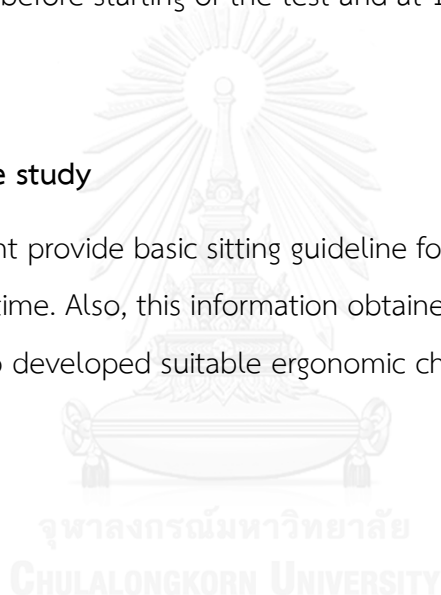 before starting of the test and at
e study
nt provide basic sitting guideline fo
time. Also, this information obtaine
developed suitable ergonomic ch
จุฬาลงกรณ์มหาวิทยาลัย
CHULALONGKORN UNIVERSITY